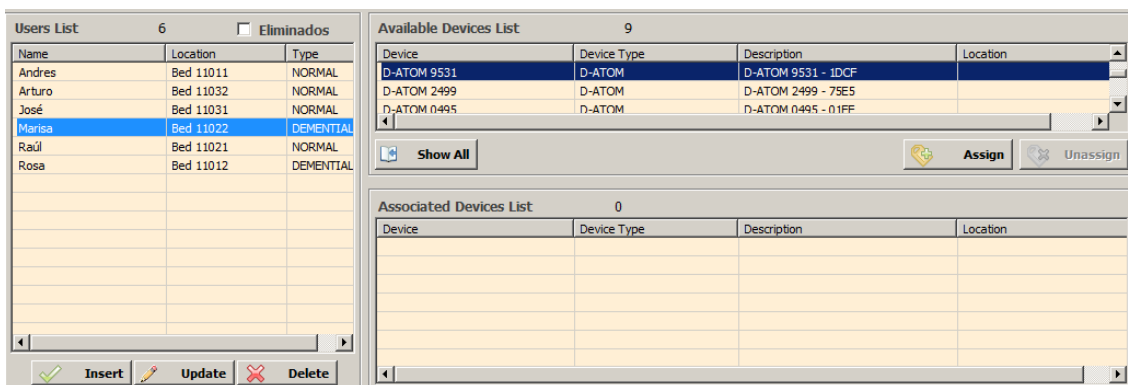 Users List 6 Eliminados
Name Location Type
Andres Bed 11011 NORMAL
Arturo Bed 11032 NORMAL
José Bed 11031 NORMAL
Marisa Bed 11022 DEMENTIAL
Raúl Bed 11021 NORMAL
Rosa Bed 11012 DEMENTIAL
Insert Update Delete
Available Devices List 9
Device Device Type Description Location
D-ATOM 9531 D-ATOM D-ATOM 9531 - 1DCF
D-ATOM 2499 D-ATOM D-ATOM 2499 - 75E5
D-ATOM 0495 D-ATOM D-ATOM 0495 -
Show All Assign Unassign
Associated Devices List 0
Device Device Type Description Location